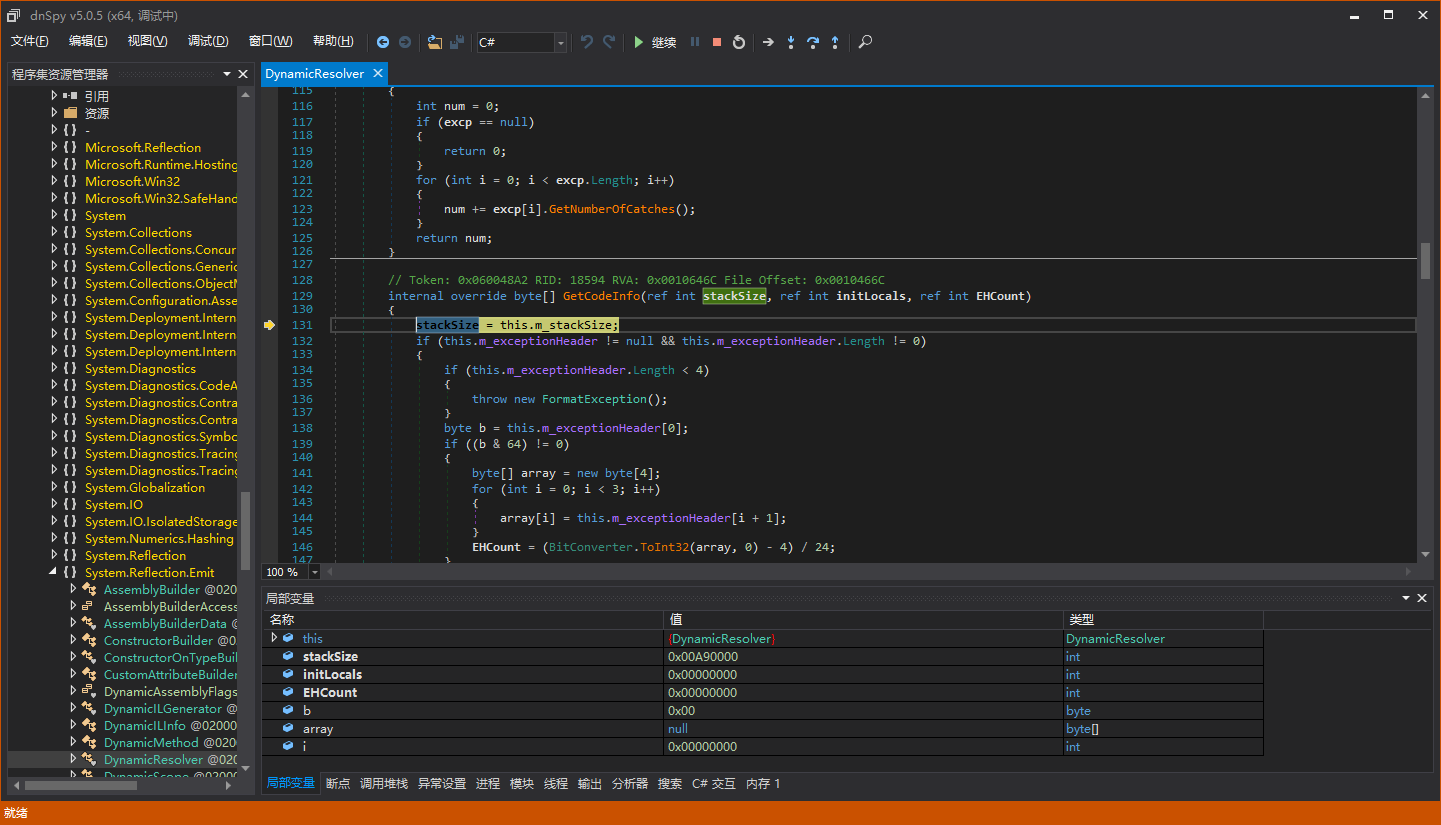 dnSpy v5.0.5 (x64, 调试中)
文件(F) 编辑(E) 视图(V) 调试(D) 窗口(W) 帮助(H) C# 继续
程序集资源管理器
引用
资源
{ } -
{ } Microsoft.Reflection
{ } Microsoft.Runtime.Hosting
{ } Microsoft.Win32
{ } Microsoft.Win32.SafeHand
{ } System
{ } System.Collections
{ } System.Collections.Concur
{ } System.Collections.Generic
{ } System.Collections.ObjectM
{ } System.Configuration.Asse
{ } System.Deployment.Intern
{ } System.Deployment.Intern
{ } System.Deployment.Intern
{ } System.Diagnostics
{ } System.Diagnostics.CodeA
{ } System.Diagnostics.Contra
{ } System.Diagnostics.Contra
{ } System.Diagnostics.Symbo
{ } System.Diagnostics.Tracing
{ } System.Diagnostics.Tracing
{ } System.Globalization
{ } System.IO
{ } System.IO.IsolatedStorage
{ } System.Numerics.Hashing
{ } System.Reflection
{ } System.Reflection.Emit
AssemblyBuilder @020
AssemblyBuilderAccess
AssemblyBuilderData @
ConstructorBuilder @0
ConstructorOnTypeBuil
CustomAttributeBuilder
DynamicAssemblyFlags
DynamicILGenerator @
DynamicILInfo @02000
DynamicMethod @020
DynamicResolver @020
DynamicScope @02000
DynamicResolver
115 {
116 int num = 0;
117 if (excp == null)
118 {
119 return 0;
120 }
121 for (int i = 0; i < excp.Length; i++)
122 {
123 num += excp[i].GetNumberOfCatches();
124 }
125 return num;
126 }
127
128 // Token: 0x060048A2 RID: 18594 RVA: 0x0010646C File Offset: 0x0010466C
129 internal override byte[] GetCodeInfo(ref int stackSize, ref int initLocals, ref int EHCount)
130 {
131 stackSize = this.m_stackSize;
132 if (this.m_exceptionHeader != null && this.m_exceptionHeader.Length != 0)
133 {
134 if (this.m_exceptionHeader.Length < 4)
135 {
136 throw new FormatException();
137 }
138 byte b = this.m_exceptionHeader[0];
139 if ((b & 64) != 0)
140 {
141 byte[] array = new byte[4];
142 for (int i = 0; i < 3; i++)
143 {
144 array[i] = this.m_exceptionHeader[i + 1];
145 }
146 EHCount = (BitConverter.ToInt32(array, 0) - 4) / 24;
147 }
100 %
局部变量
名称 值 类型
this {DynamicResolver} DynamicResolver
stackSize 0x00A90000 int
initLocals 0x00000000 int
EHCount 0x00000000 int
b 0x00 byte
array null byte[]
i 0x00000000 int
局部变量 断点 调用堆栈 异常设置 进程 模块 线程 输出 分析器 搜索 C# 交互 内存 1
就绪